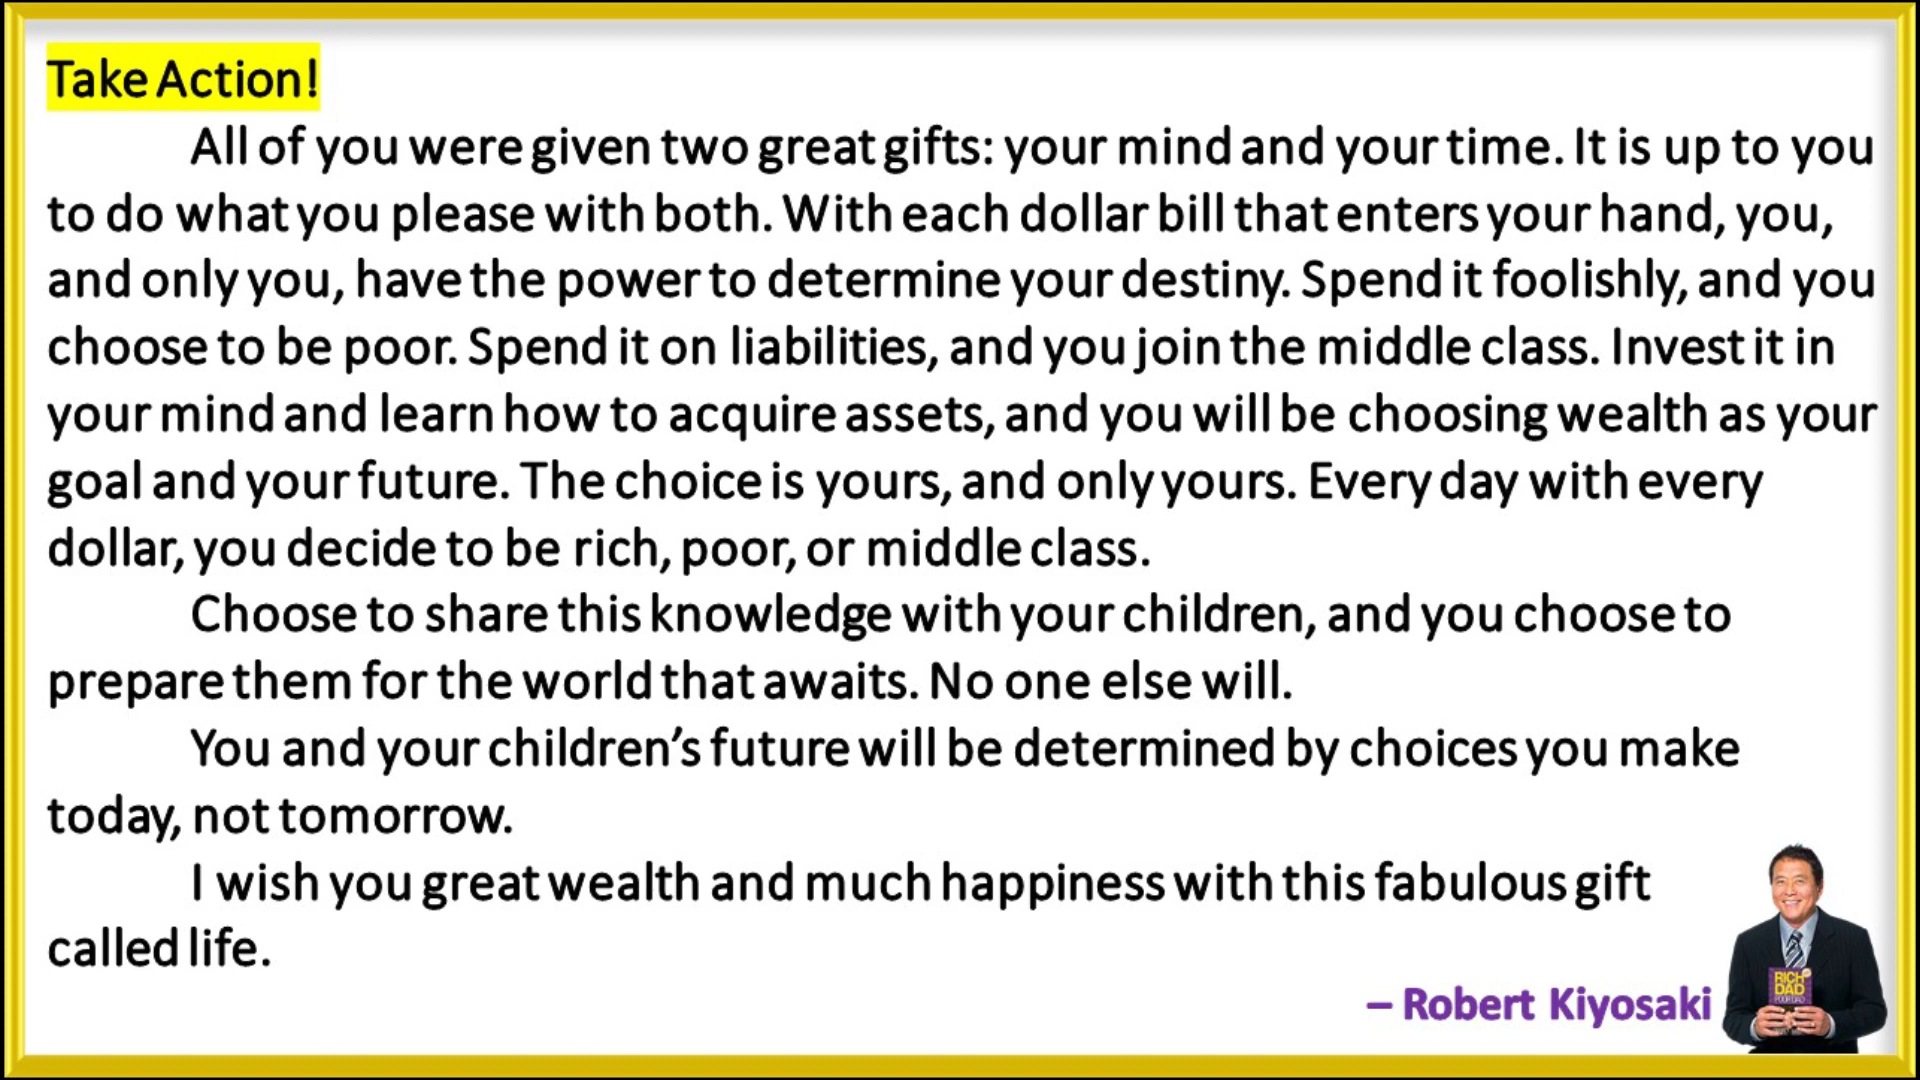 Take Action!
All of you were given two great gifts: your mind and your time. It is up to you
to do what you please with both. With each dollar bill that enters your hand, you,
and only you, have the power to determine your destiny. Spend it foolishly, and you
choose to be poor. Spend it on liabilities, and you join the middle class. Invest it in
your mind and learn how to acquire assets, and you will be choosing wealth as your
goal and your future. The choice is yours, and only yours. Every day with every
dollar, you decide to be rich, poor, or middle class.
Choose to share this knowledge with your children, and you choose to
prepare them for the world that awaits. No one else will.
You and your children’s future will be determined by choices you make
today, not tomorrow.
I wish you great wealth and much happiness with this fabulous gift
called life.
– Robert Kiyosaki
RICH
DAD
POOR DAD